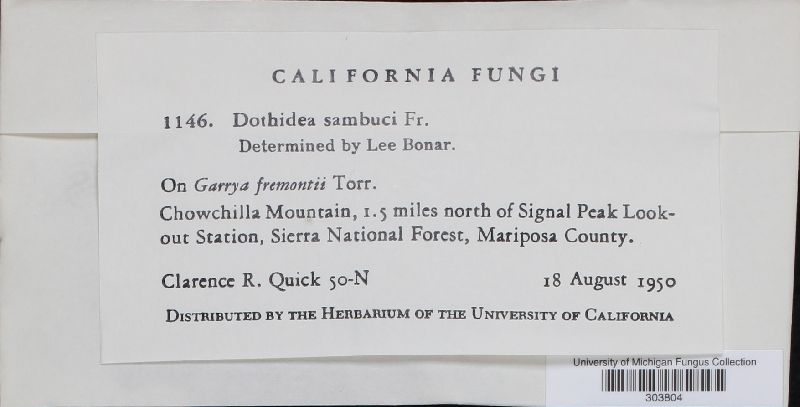 CALIFORNIA FUNGI
1146. Dothidea sambuci Fr.
Determined by Lee Bonar.
On Garrya fremontii Torr.
Chowchilla Mountain, 1.5 miles north of Signal Peak Look-
out Station, Sierra National Forest, Mariposa County.
Clarence R. Quick 50-N 18 August 1950
DISTRIBUTED BY THE HERBARIUM OF THE UNIVERSITY OF CALIFORNIA
University of Michigan Fungus Collection
303804